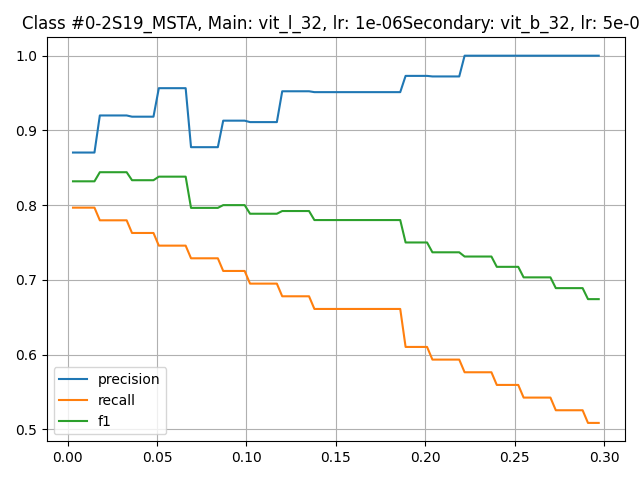 Class #0-2S19_MSTA, Main: vit_l_32, lr: 1e-06Secondary: vit_b_32, lr: 5e-0
1.0
0.9
0.8
0.7
0.6
0.5
precision
recall
f1
0.00 0.05 0.10 0.15 0.20 0.25 0.30